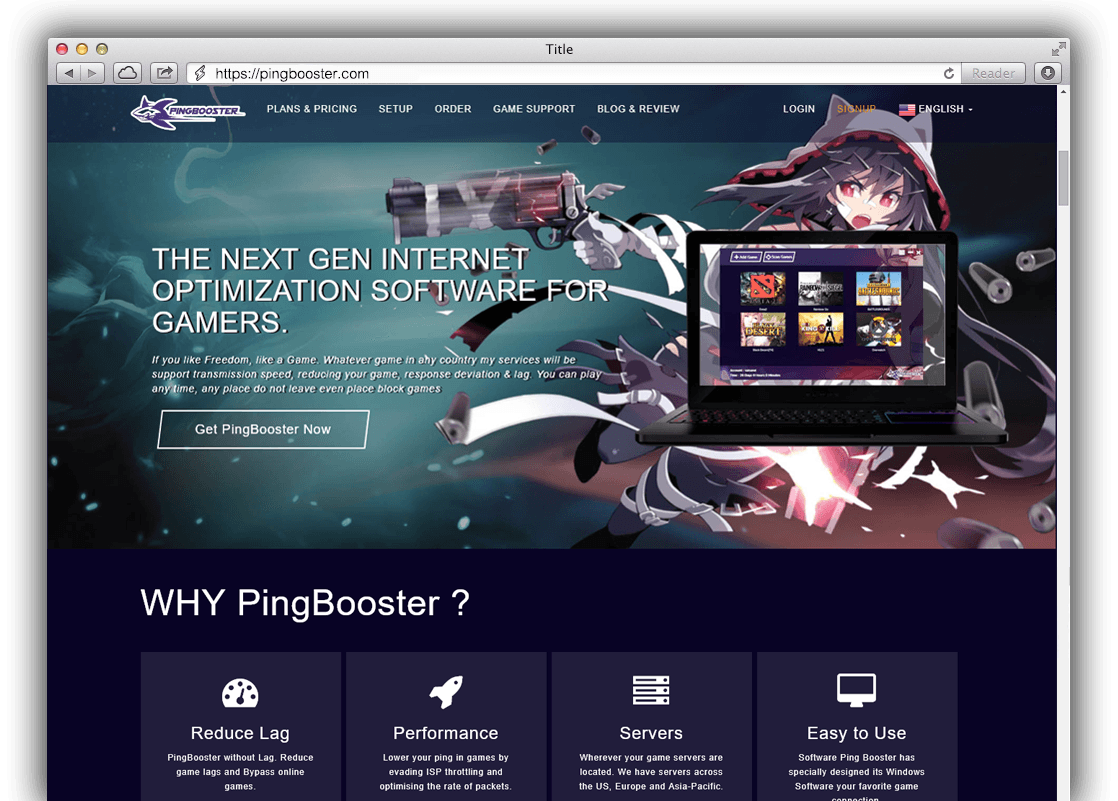 Title
https://pingbooster.com
Reader
PINGBOOSTER
PLANS & PRICING
SETUP
ORDER
GAME SUPPORT
BLOG & REVIEW
LOGIN
SIGNUP
ENGLISH
THE NEXT GEN INTERNET
OPTIMIZATION SOFTWARE FOR
GAMERS.
If you like Freedom, like a Game. Whatever game in any country my services will be
support transmission speed, reducing your game, response deviation & lag. You can play
any time, any place do not leave even place block games
Get PingBooster Now
Add Game
Scan Games
WHY PingBooster ?
Reduce Lag
PingBooster without Lag. Reduce
game lags and Bypass online
games.
Performance
Lower your ping in games by
evading ISP throttling and
optimising the rate of packets.
Servers
Wherever your game servers are
located. We have servers across
the US, Europe and Asia-Pacific.
Easy to Use
Software Ping Booster has
specially designed its Windows
Software your favorite game
connection